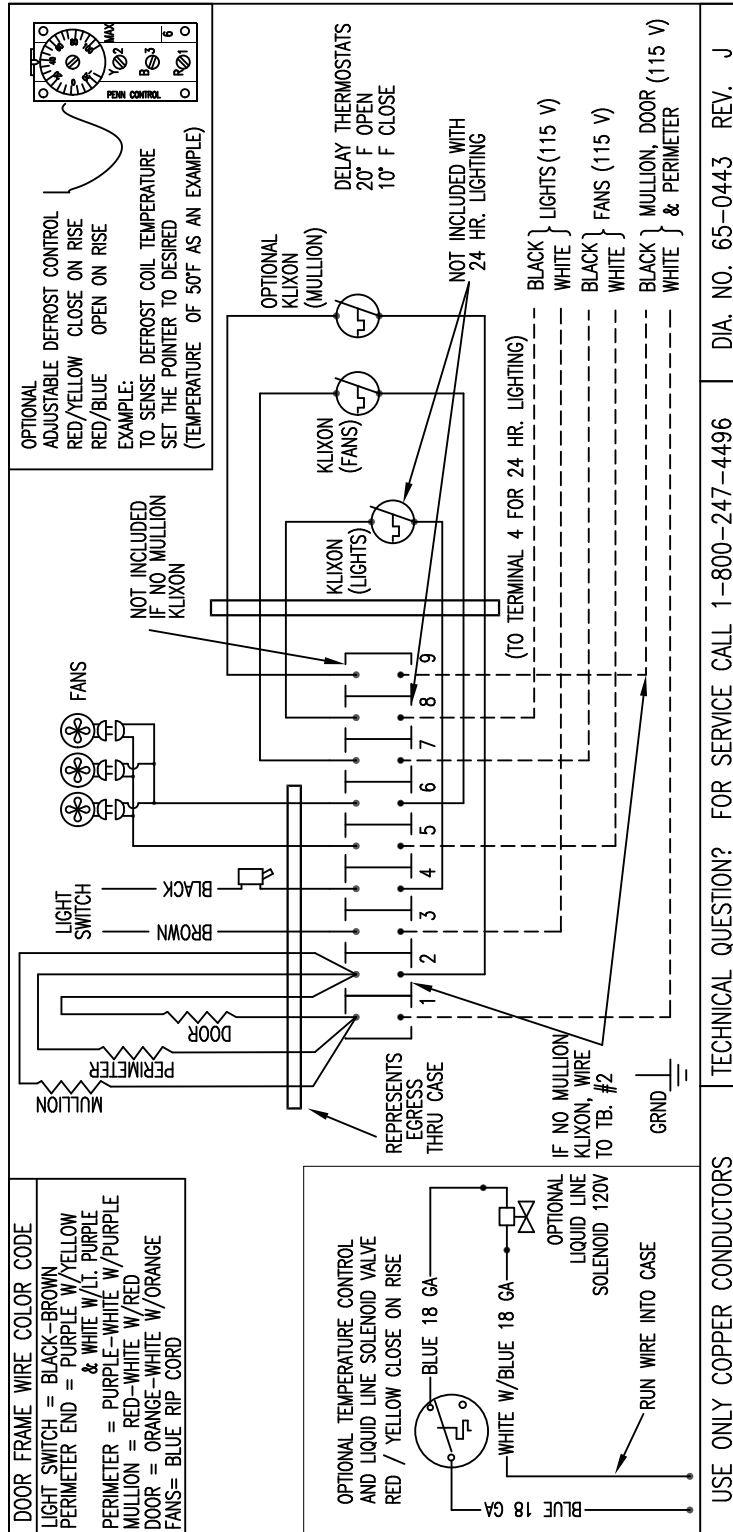 DOOR FRAME WIRE COLOR CODE
LIGHT SWITCH = BLACK-BROWN
PERIMETER END = PURPLE W/YELLOW
& WHITE W/LT. PURPLE
PERIMETER = PURPLE-WHITE W/PURPLE
MULLION = RED-WHITE W/RED
DOOR = ORANGE-WHITE W/ORANGE
FANS= BLUE RIP CORD
MULLION
PERIMETER
DOOR
LIGHT
SWITCH
BROWN
BLACK
FANS
REPRESENTS
EGRESS
THRU CASE
1
2
3
4
5
6
7
8
9
NOT INCLUDED
IF NO MULLION
KLIXON
KLIXON
(LIGHTS)
KLIXON
(FANS)
OPTIONAL
KLIXON
(MULLION)
OPTIONAL
ADJUSTABLE DEFROST CONTROL
RED/YELLOW CLOSE ON RISE
RED/BLUE OPEN ON RISE
EXAMPLE:
TO SENSE DEFROST COIL TEMPERATURE
SET THE POINTER TO DESIRED
(TEMPERATURE OF 50°F AS AN EXAMPLE)
PENN CONTROL
MAX
6
Y 2
B 3
R 1
20
0
20
40
60
80
100
DELAY THERMOSTATS
20° F OPEN
10° F CLOSE
NOT INCLUDED WITH
24 HR. LIGHTING
(TO TERMINAL 4 FOR 24 HR. LIGHTING)
BLACK
WHITE
LIGHTS (115 V)
BLACK
WHITE
FANS (115 V)
BLACK
WHITE
MULLION, DOOR (115 V)
& PERIMETER
IF NO MULLION
KLIXON, WIRE
TO TB. #2
GRND
OPTIONAL TEMPERATURE CONTROL
AND LIQUID LINE SOLENOID VALVE
RED / YELLOW CLOSE ON RISE
BLUE 18 GA
WHITE W/BLUE 18 GA
BLUE 18 GA
OPTIONAL
LIQUID LINE
SOLENOID 120V
RUN WIRE INTO CASE
USE ONLY COPPER CONDUCTORS
TECHNICAL QUESTION? FOR SERVICE CALL 1-800-247-4496
DIA. NO. 65-0443 REV. J